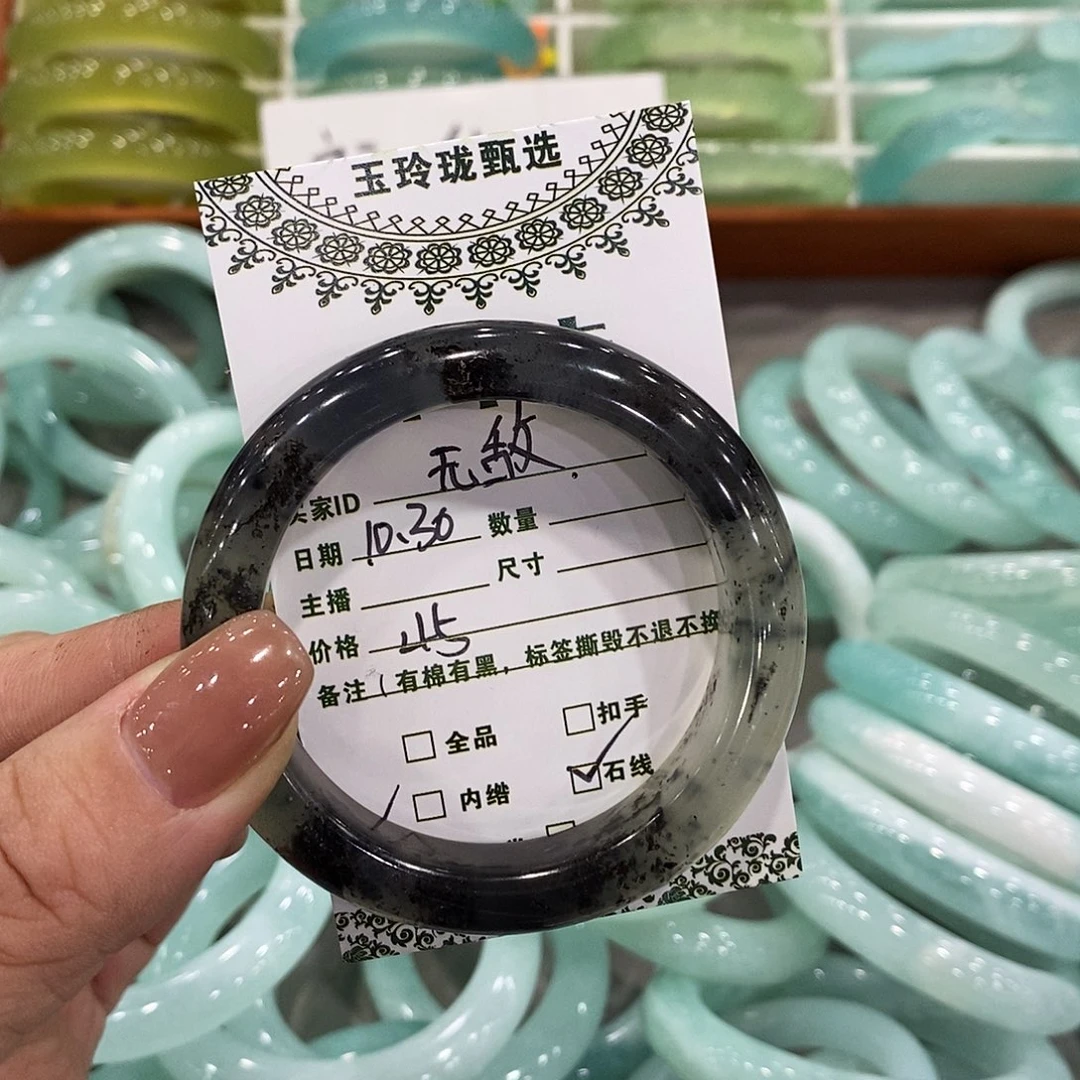 玉玲珑甄选
买家ID 无敌
日期 10.30 数量
主播 尺寸
价格 45
备注（有棉有黑，标签撕毁不退不换
全品 扣手
内绺 石线